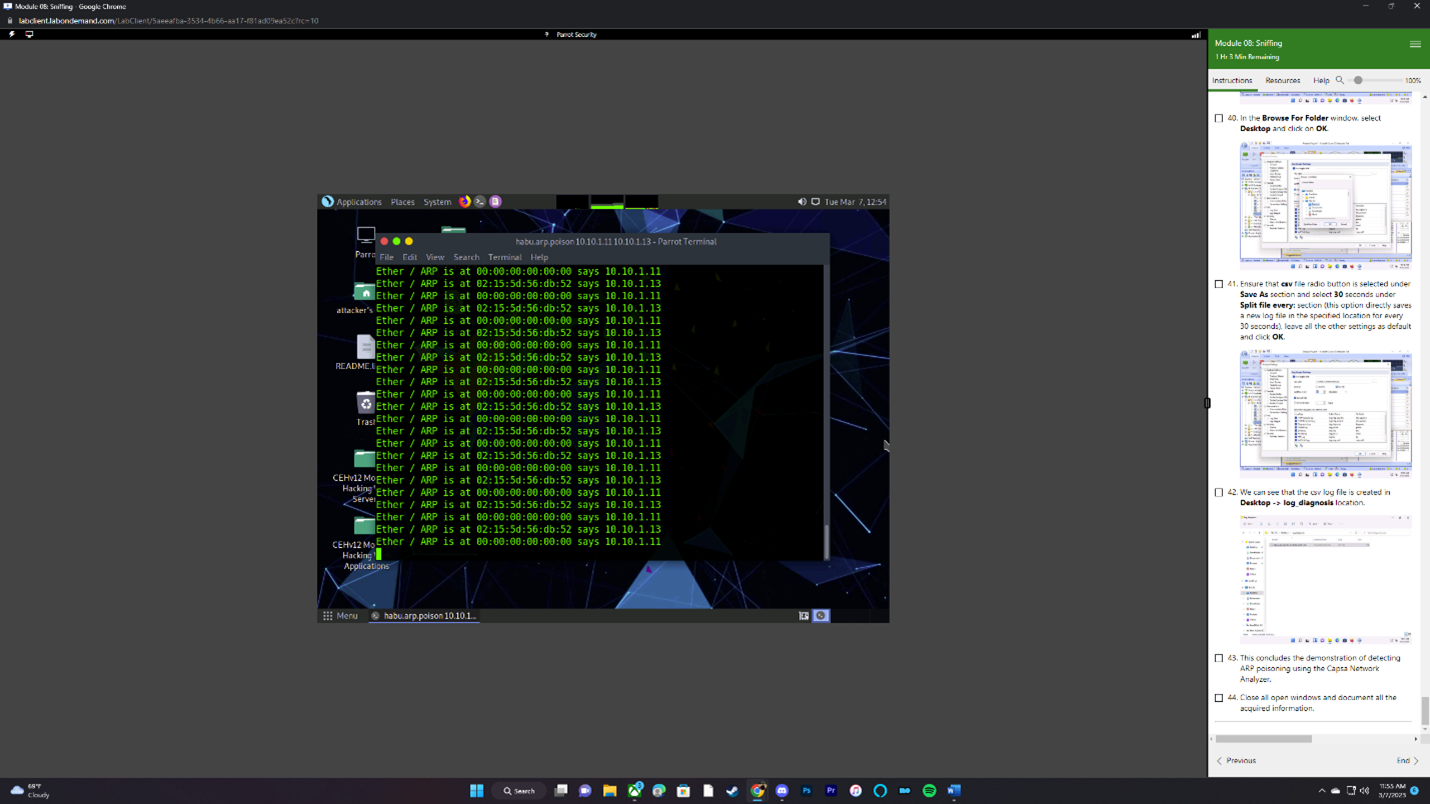 Module 08: Sniffing - Google Chrome
labclient.labondemand.com/LabClient/5aeeafba-3534-4b66-aa17-f81ad09ea52c?rc=10
Parrot Security
Applications Places System
Tue Mar 7, 12:54
Parro
attacker's
README.li
Trash
CEHv12 Mo
Hacking
Server
CEHv12 Mo
Hacking
Applications
habu.arp.poison 10.10.1.11 10.10.1.13 - Parrot Terminal
File Edit View Search Terminal Help
Ether / ARP is at 00:00:00:00:00:00 says 10.10.1.11
Ether / ARP is at 02:15:5d:56:db:52 says 10.10.1.13
Ether / ARP is at 00:00:00:00:00:00 says 10.10.1.11
Ether / ARP is at 02:15:5d:56:db:52 says 10.10.1.13
Ether / ARP is at 00:00:00:00:00:00 says 10.10.1.11
Ether / ARP is at 02:15:5d:56:db:52 says 10.10.1.13
Ether / ARP is at 00:00:00:00:00:00 says 10.10.1.11
Ether / ARP is at 02:15:5d:56:db:52 says 10.10.1.13
Ether / ARP is at 00:00:00:00:00:00 says 10.10.1.11
Ether / ARP is at 02:15:5d:56:db:52 says 10.10.1.13
Ether / ARP is at 00:00:00:00:00:00 says 10.10.1.11
Ether / ARP is at 02:15:5d:56:db:52 says 10.10.1.13
Ether / ARP is at 00:00:00:00:00:00 says 10.10.1.11
Ether / ARP is at 02:15:5d:56:db:52 says 10.10.1.13
Ether / ARP is at 00:00:00:00:00:00 says 10.10.1.11
Ether / ARP is at 02:15:5d:56:db:52 says 10.10.1.13
Ether / ARP is at 00:00:00:00:00:00 says 10.10.1.11
Ether / ARP is at 02:15:5d:56:db:52 says 10.10.1.13
Ether / ARP is at 00:00:00:00:00:00 says 10.10.1.11
Ether / ARP is at 02:15:5d:56:db:52 says 10.10.1.13
Ether / ARP is at 00:00:00:00:00:00 says 10.10.1.11
Ether / ARP is at 02:15:5d:56:db:52 says 10.10.1.13
Ether / ARP is at 00:00:00:00:00:00 says 10.10.1.11
Menu habu.arp.poison 10.10.1...
Module 08: Sniffing
1 Hr 3 Min Remaining
Instructions Resources Help 100%
40. In the Browse For Folder window, select
Desktop and click on OK.
41. Ensure that csv file radio button is selected under
Save As section and select 30 seconds under
Split file every: section (this option directly saves
a new log file in the specified location for every
30 seconds), leave all the other settings as default
and click OK.
42. We can see that the csv log file is created in
Desktop -> log_diagnosis location.
43. This concludes the demonstration of detecting
ARP poisoning using the Capsa Network
Analyzer.
44. Close all open windows and document all the
acquired information.
Previous End
69°F
Cloudy
Search
11:55 AM
3/7/2023